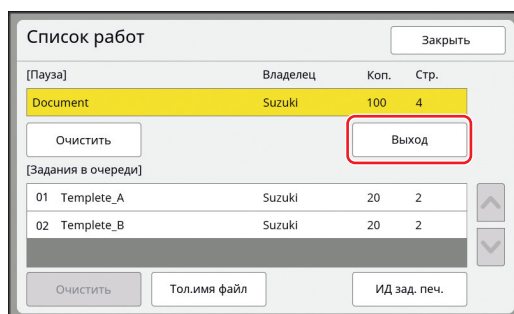 Список работ Закрыть
[Пауза] Владелец Коп. Стр.
Document Suzuki 100 4
Очистить Выход
[Задания в очереди]
01 Templete_A Suzuki 20 2
02 Templete_B Suzuki 20 2
Очистить Тол.имя файл ИД зад. печ.